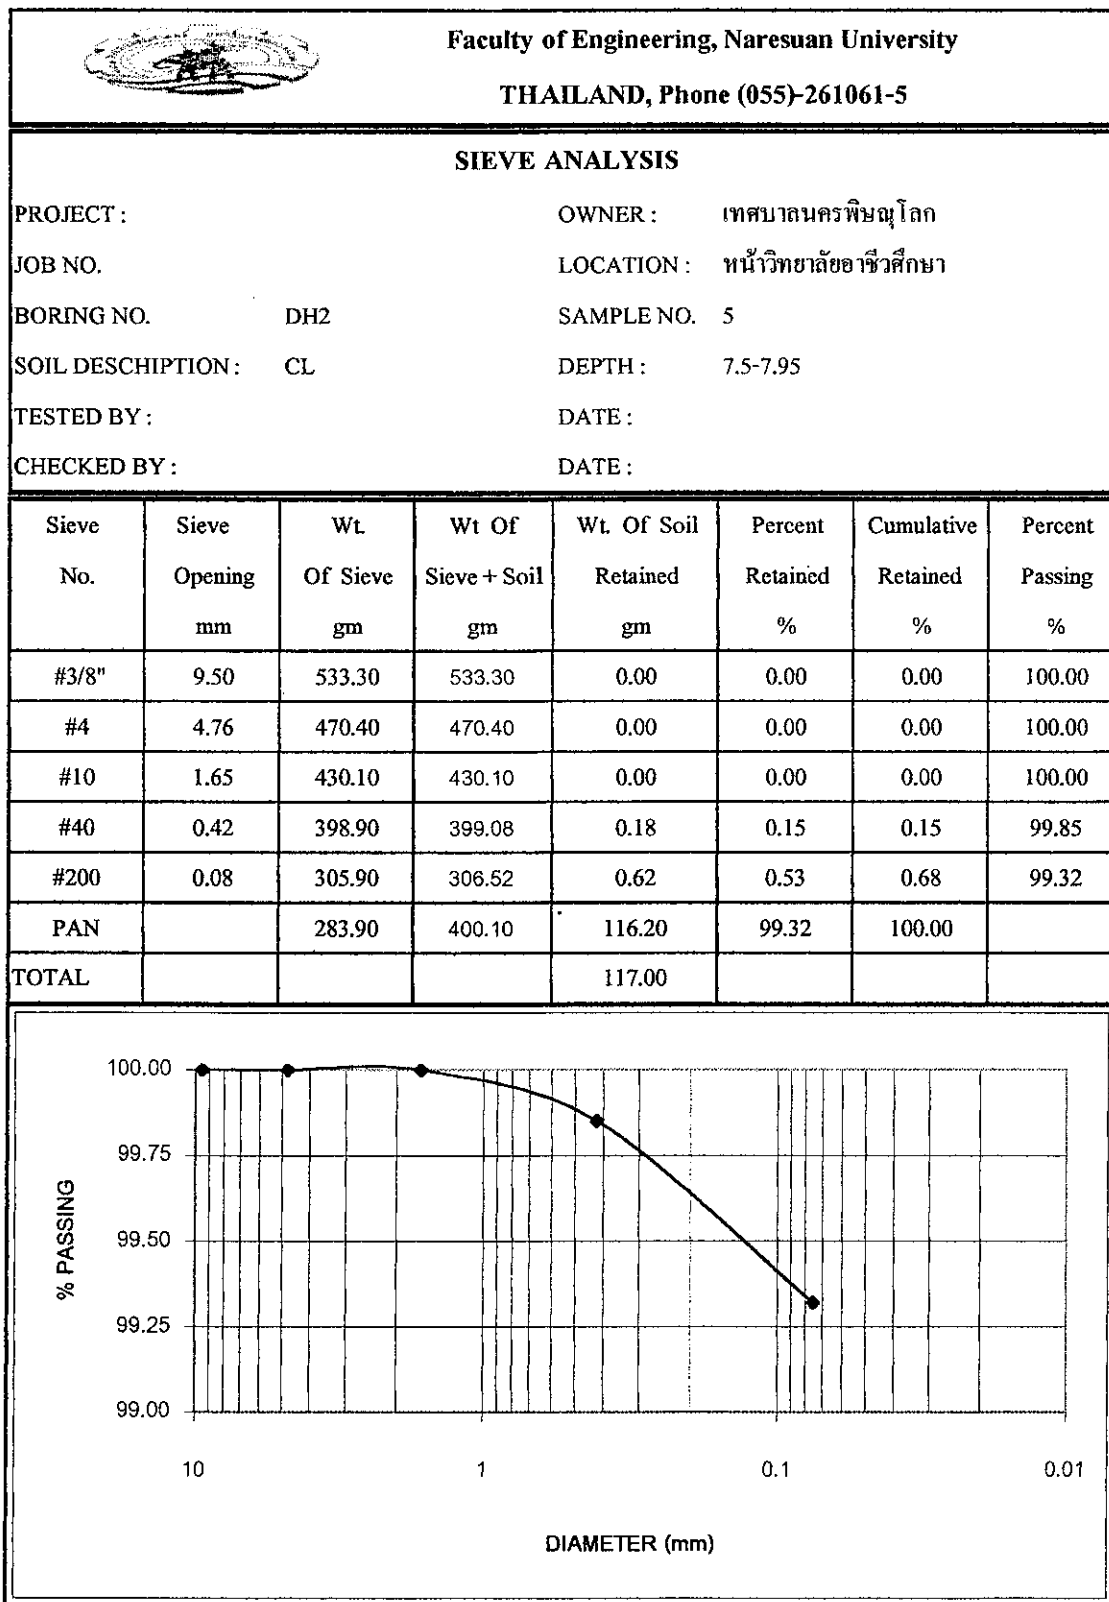 Faculty of Engineering, Naresuan University
THAILAND, Phone (055)-261061-5
SIEVE ANALYSIS
PROJECT : OWNER : เทศบาลนครพิษณุโลก
JOB NO. LOCATION : หน้าวิทยาลัยอาชีวศึกษา
BORING NO. DH2 SAMPLE NO. 5
SOIL DESCHIPTION : CL DEPTH : 7.5-7.95
TESTED BY : DATE :
CHECKED BY : DATE :
Sieve Sieve Wt. Wt Of Wt. Of Soil Percent Cumulative Percent
No. Opening Of Sieve Sieve + Soil Retained Retained Retained Passing
mm gm gm gm % % %
#3/8" 9.50 533.30 533.30 0.00 0.00 0.00 100.00
#4 4.76 470.40 470.40 0.00 0.00 0.00 100.00
#10 1.65 430.10 430.10 0.00 0.00 0.00 100.00
#40 0.42 398.90 399.08 0.18 0.15 0.15 99.85
#200 0.08 305.90 306.52 0.62 0.53 0.68 99.32
PAN 283.90 400.10 116.20 99.32 100.00
TOTAL 117.00
100.00
99.75
99.50
99.25
99.00
% PASSING
10 1 0.1 0.01
DIAMETER (mm)